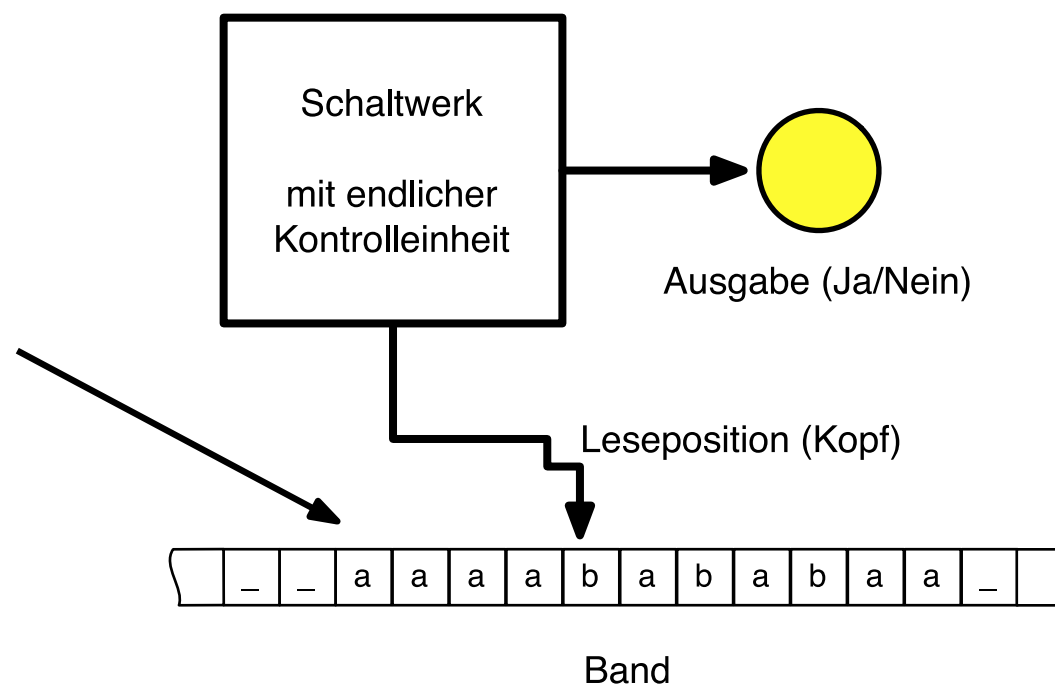 Schaltwerk
mit endlicher
Kontrolleinheit
Ausgabe (Ja/Nein)
Leseposition (Kopf)
_ _ a a a a b a b a b a a _
Band